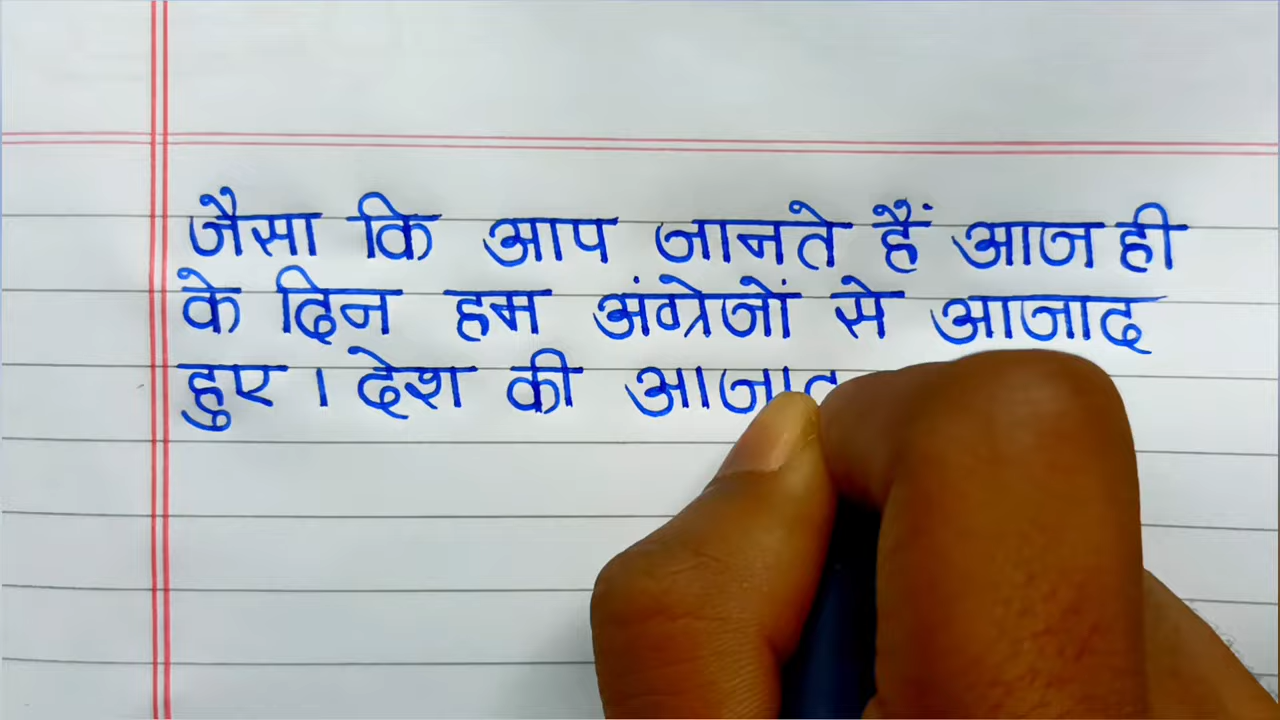 जैसा कि आप जानते हैं आज ही
के दिन हम अंग्रेजों से आजाद
हुए । देश की